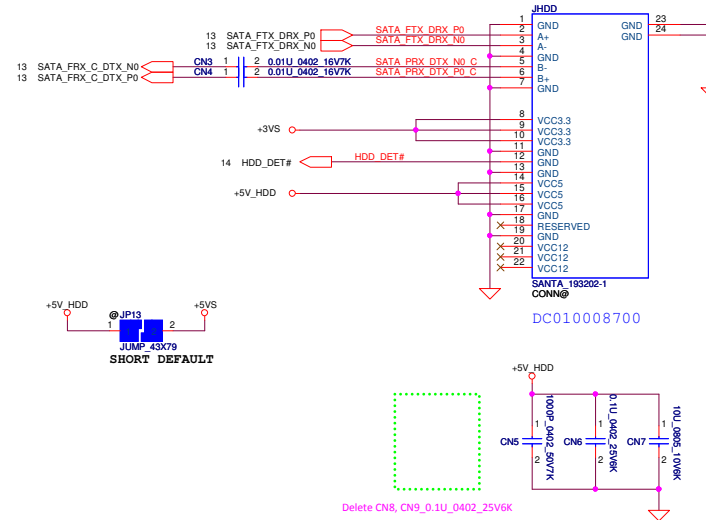 JHDD
13 SATA_FTX_DRX_P0 SATA_FTX_DRX_P0 1 GND GND 23
13 SATA_FTX_DRX_N0 SATA_FTX_DRX_N0 2 A+ GND 24
3 A-
4 GND
13 SATA_FRX_C_DTX_N0 CN3 1 2 0.01U_0402_16V7K SATA_PRX_DTX_N0_C 5 B-
13 SATA_FRX_C_DTX_P0 CN4 1 2 0.01U_0402_16V7K SATA_PRX_DTX_P0_C 6 B+
7 GND
8 VCC3.3
+3VS 9 VCC3.3
10 VCC3.3
11 GND
14 HDD_DET# HDD_DET# 12 GND
13 GND
14 VCC5
+5V_HDD 15 VCC5
16 VCC5
17 GND
18 RESERVED
19 GND
20 VCC12
21 VCC12
22 VCC12
SANTA_193202-1
CONN@
DC010008700
+5V_HDD +5VS
@ JP13
1 2
JUMP_43X79
SHORT DEFAULT
+5V_HDD
CN5 1 2 1000P_0402_50V7K
CN6 1 2 0.1U_0402_25V6K
CN7 1 2 10U_0805_10V6K
Delete CN8, CN9_0.1U_0402_25V6K